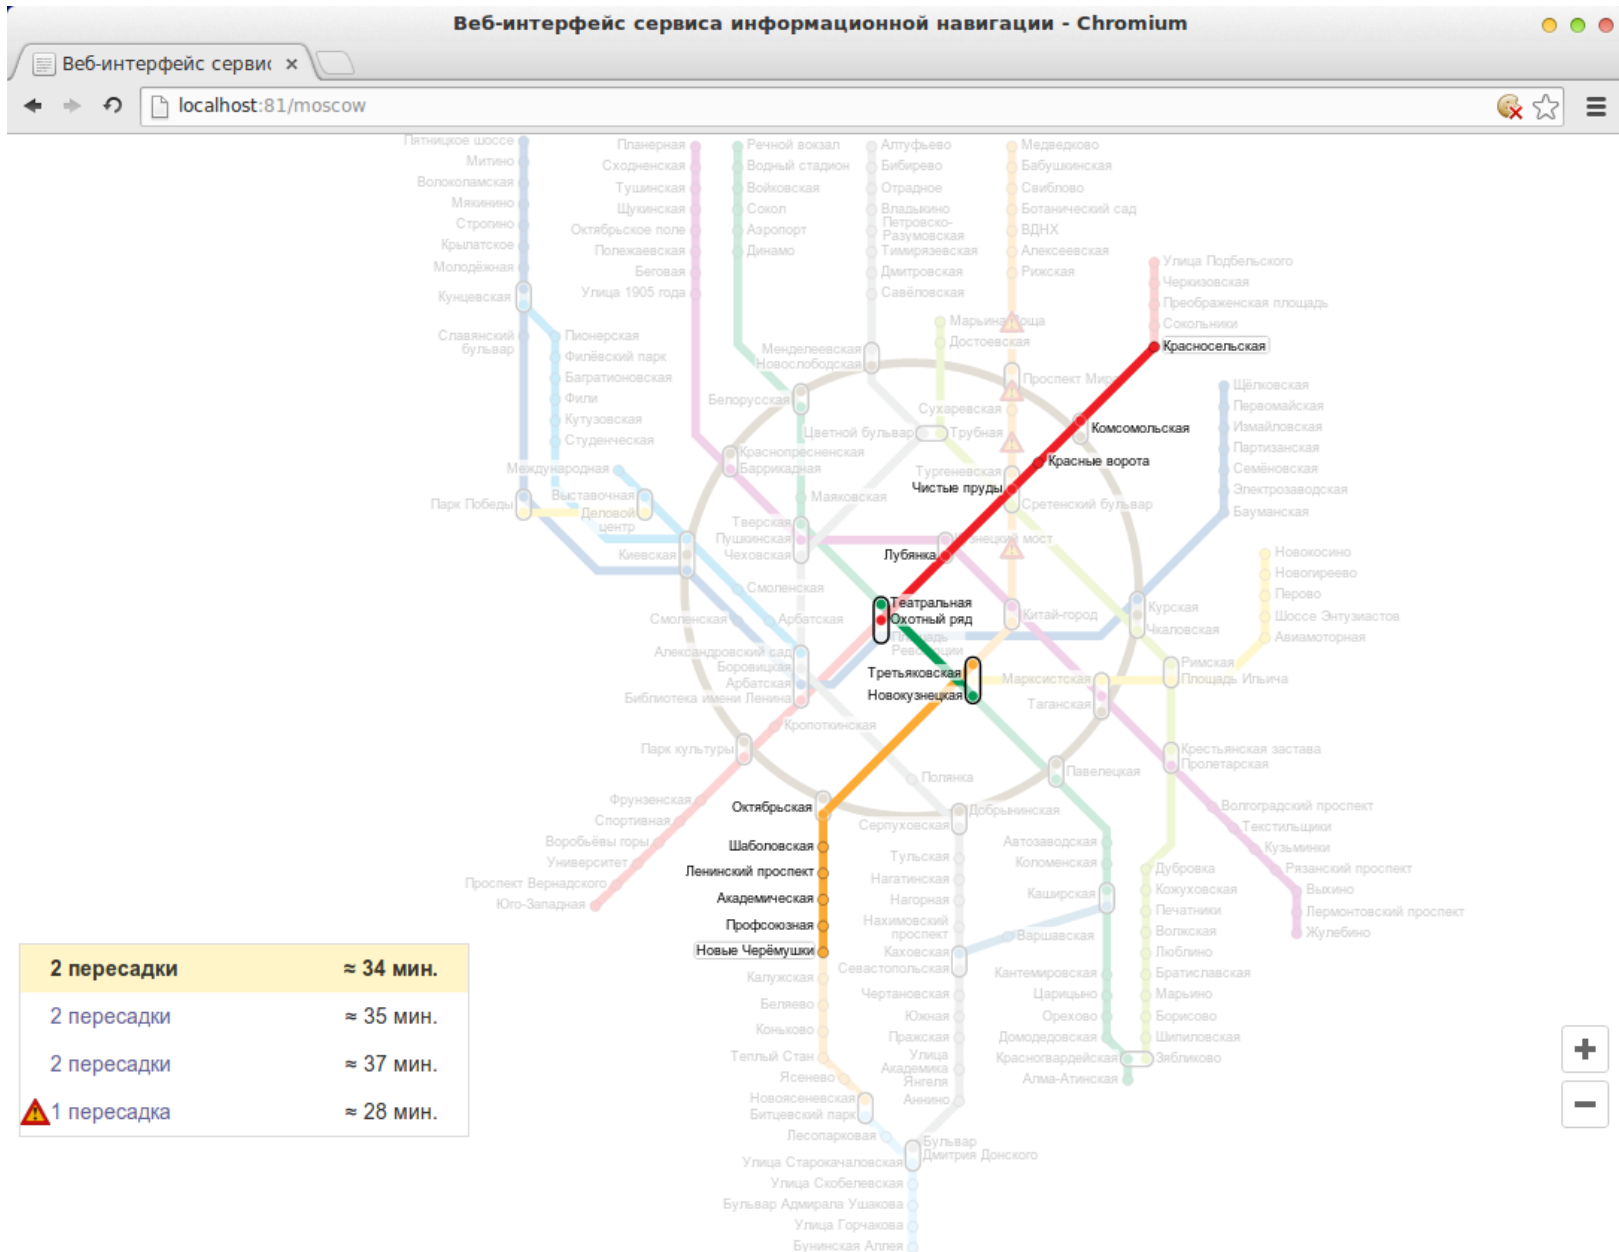 Веб-интерфейс сервиса информационной навигации - Chromium
Веб-интерфейс сервис
localhost:81/moscow
Пятницкое шоссе
Митино
Волоколамская
Мякинино
Строгино
Крылатское
Молодёжная
Кунцевская
Славянский
бульвар
Пионерская
Филёвский парк
Багратионовская
Фили
Кутузовская
Студенческая
Международная
Парк Победы
Выставочная
Деловой
центр
Киевская
Планерная
Сходненская
Тушинская
Щукинская
Октябрьское поле
Полежаевская
Беговая
Улица 1905 года
Речной вокзал
Водный стадион
Войковская
Сокол
Аэропорт
Динамо
Алтуфьево
Бибирево
Отрадное
Владыкино
Петровско-
Разумовская
Тимирязевская
Дмитровская
Савёловская
Медведково
Бабушкинская
Свиблово
Ботанический сад
ВДНХ
Алексеевская
Рижская
Марьина Роща
Достоевская
Менделеевская
Новослободская
Белорусская
Проспект Мира
Сухаревская
Цветной бульвар
Трубная
Краснопресненская
Баррикадная
Тургеневская
Маяковская
Сретенский бульвар
Тверская
Пушкинская
Чеховская
Кузнецкий мост
Улица Подбельского
Черкизовская
Преображенская площадь
Сокольники
Красносельская
Комсомольская
Красные ворота
Чистые пруды
Лубянка
Щёлковская
Первомайская
Измайловская
Партизанская
Семёновская
Электрозаводская
Бауманская
Новокосино
Новогиреево
Перово
Шоссе Энтузиастов
Авиамоторная
Смоленская
Смоленская
Арбатская
Театральная
Охотный ряд
Площадь
Революции
Китай-город
Курская
Чкаловская
Александровский сад
Боровицкая
Арбатская
Библиотека имени Ленина
Третьяковская
Новокузнецкая
Марксистская
Таганская
Римская
Площадь Ильича
Кропоткинская
Парк культуры
Полянка
Павелецкая
Крестьянская застава
Пролетарская
Фрунзенская
Спортивная
Воробьёвы горы
Университет
Проспект Вернадского
Юго-Западная
Октябрьская
Шаболовская
Ленинский проспект
Академическая
Профсоюзная
Новые Черёмушки
Калужская
Беляево
Коньково
Теплый Стан
Ясенево
Новоясеневская
Битцевский парк
Лесопарковая
Улица Старокачаловская
Улица Скобелевская
Бульвар Адмирала Ушакова
Улица Горчакова
Бунинская Аллея
Добрынинская
Серпуховская
Тульская
Нагатинская
Нагорная
Нахимовский
проспект
Каховская
Севастопольская
Чертановская
Южная
Пражская
Улица
Академика
Янгеля
Аннино
Бульвар
Дмитрия Донского
Автозаводская
Коломенская
Каширская
Варшавская
Кантемировская
Царицыно
Орехово
Домодедовская
Красногвардейская
Алма-Атинская
Дубровка
Кожуховская
Печатники
Волжская
Люблино
Братиславская
Марьино
Борисово
Шипиловская
Зябликово
Волгоградский проспект
Текстильщики
Кузьминки
Рязанский проспект
Выхино
Лермонтовский проспект
Жулебино
2 пересадки ≈ 34 мин.
2 пересадки ≈ 35 мин.
2 пересадки ≈ 37 мин.
1 пересадка ≈ 28 мин.